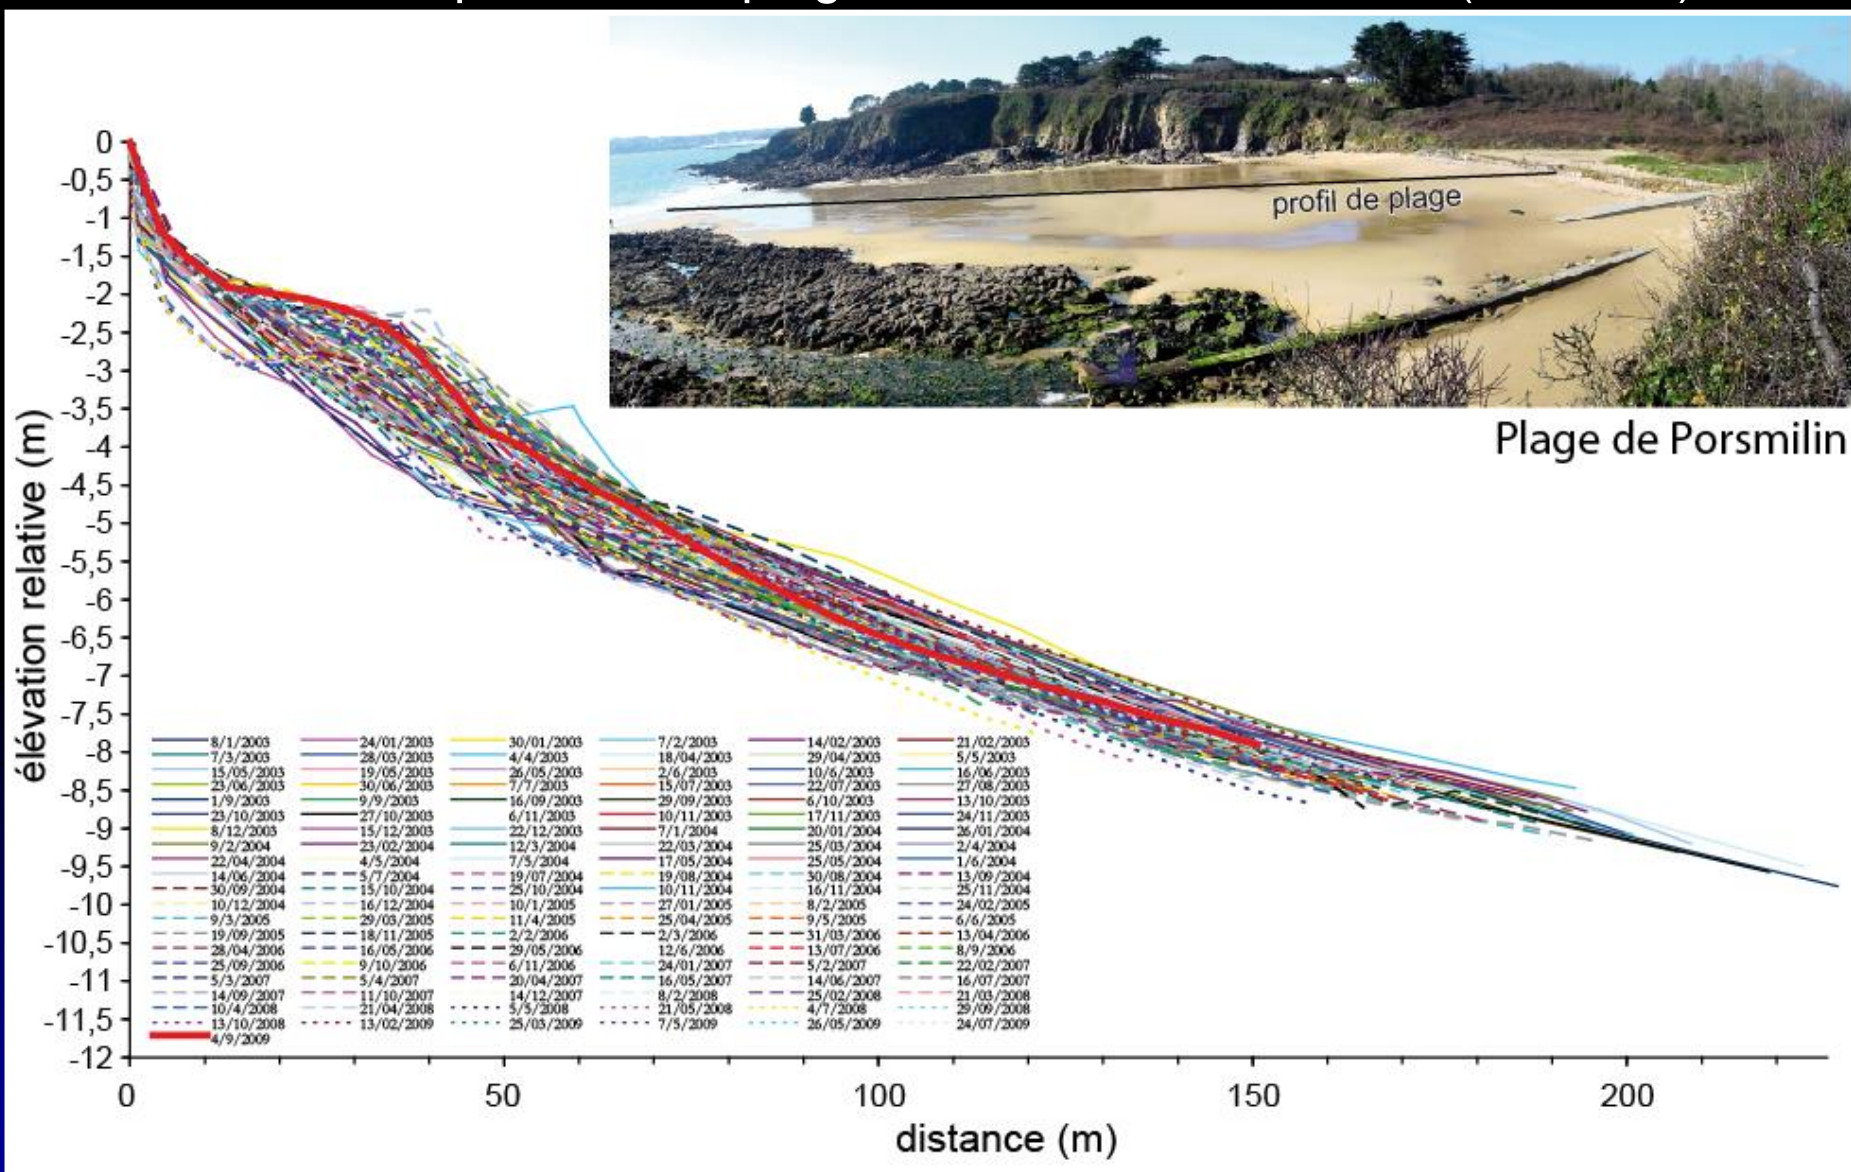 profil de plage
Plage de Porsmilin
élévation relative (m)
0
-0,5
-1
-1,5
-2
-2,5
-3
-3,5
-4
-4,5
-5
-5,5
-6
-6,5
-7
-7,5
-8
-8,5
-9
-9,5
-10
-10,5
-11
-11,5
-12
8/1/2003 24/01/2003 30/01/2003 7/2/2003 14/02/2003 21/02/2003
7/3/2003 28/03/2003 4/4/2003 18/04/2003 29/04/2003 5/5/2003
15/05/2003 19/05/2003 26/05/2003 2/6/2003 10/6/2003 16/06/2003
23/06/2003 30/06/2003 7/7/2003 15/07/2003 22/07/2003 27/08/2003
1/9/2003 9/9/2003 16/09/2003 29/09/2003 6/10/2003 13/10/2003
23/10/2003 27/10/2003 6/11/2003 10/11/2003 17/11/2003 24/11/2003
8/12/2003 15/12/2003 22/12/2003 7/1/2004 20/01/2004 26/01/2004
9/2/2004 23/02/2004 12/3/2004 22/03/2004 25/03/2004 2/4/2004
22/04/2004 4/5/2004 7/5/2004 17/05/2004 25/05/2004 1/6/2004
14/06/2004 5/7/2004 19/07/2004 19/08/2004 30/08/2004 13/09/2004
30/09/2004 15/10/2004 25/10/2004 10/11/2004 16/11/2004 25/11/2004
10/12/2004 16/12/2004 10/1/2005 27/01/2005 8/2/2005 24/02/2005
9/3/2005 29/03/2005 11/4/2005 25/04/2005 9/5/2005 6/6/2005
19/09/2005 18/11/2005 2/2/2006 2/3/2006 31/03/2006 13/04/2006
28/04/2006 16/05/2006 29/05/2006 12/6/2006 13/07/2006 8/9/2006
25/09/2006 9/10/2006 6/11/2006 24/01/2007 5/2/2007 22/02/2007
5/3/2007 5/4/2007 20/04/2007 16/05/2007 14/06/2007 16/07/2007
14/09/2007 11/10/2007 14/12/2007 8/2/2008 25/02/2008 21/03/2008
10/4/2008 21/04/2008 5/5/2008 21/05/2008 4/7/2008 29/09/2008
13/10/2008 13/02/2009 25/03/2009 7/5/2009 26/05/2009 24/07/2009
4/9/2009
0 50 100 150 200
distance (m)